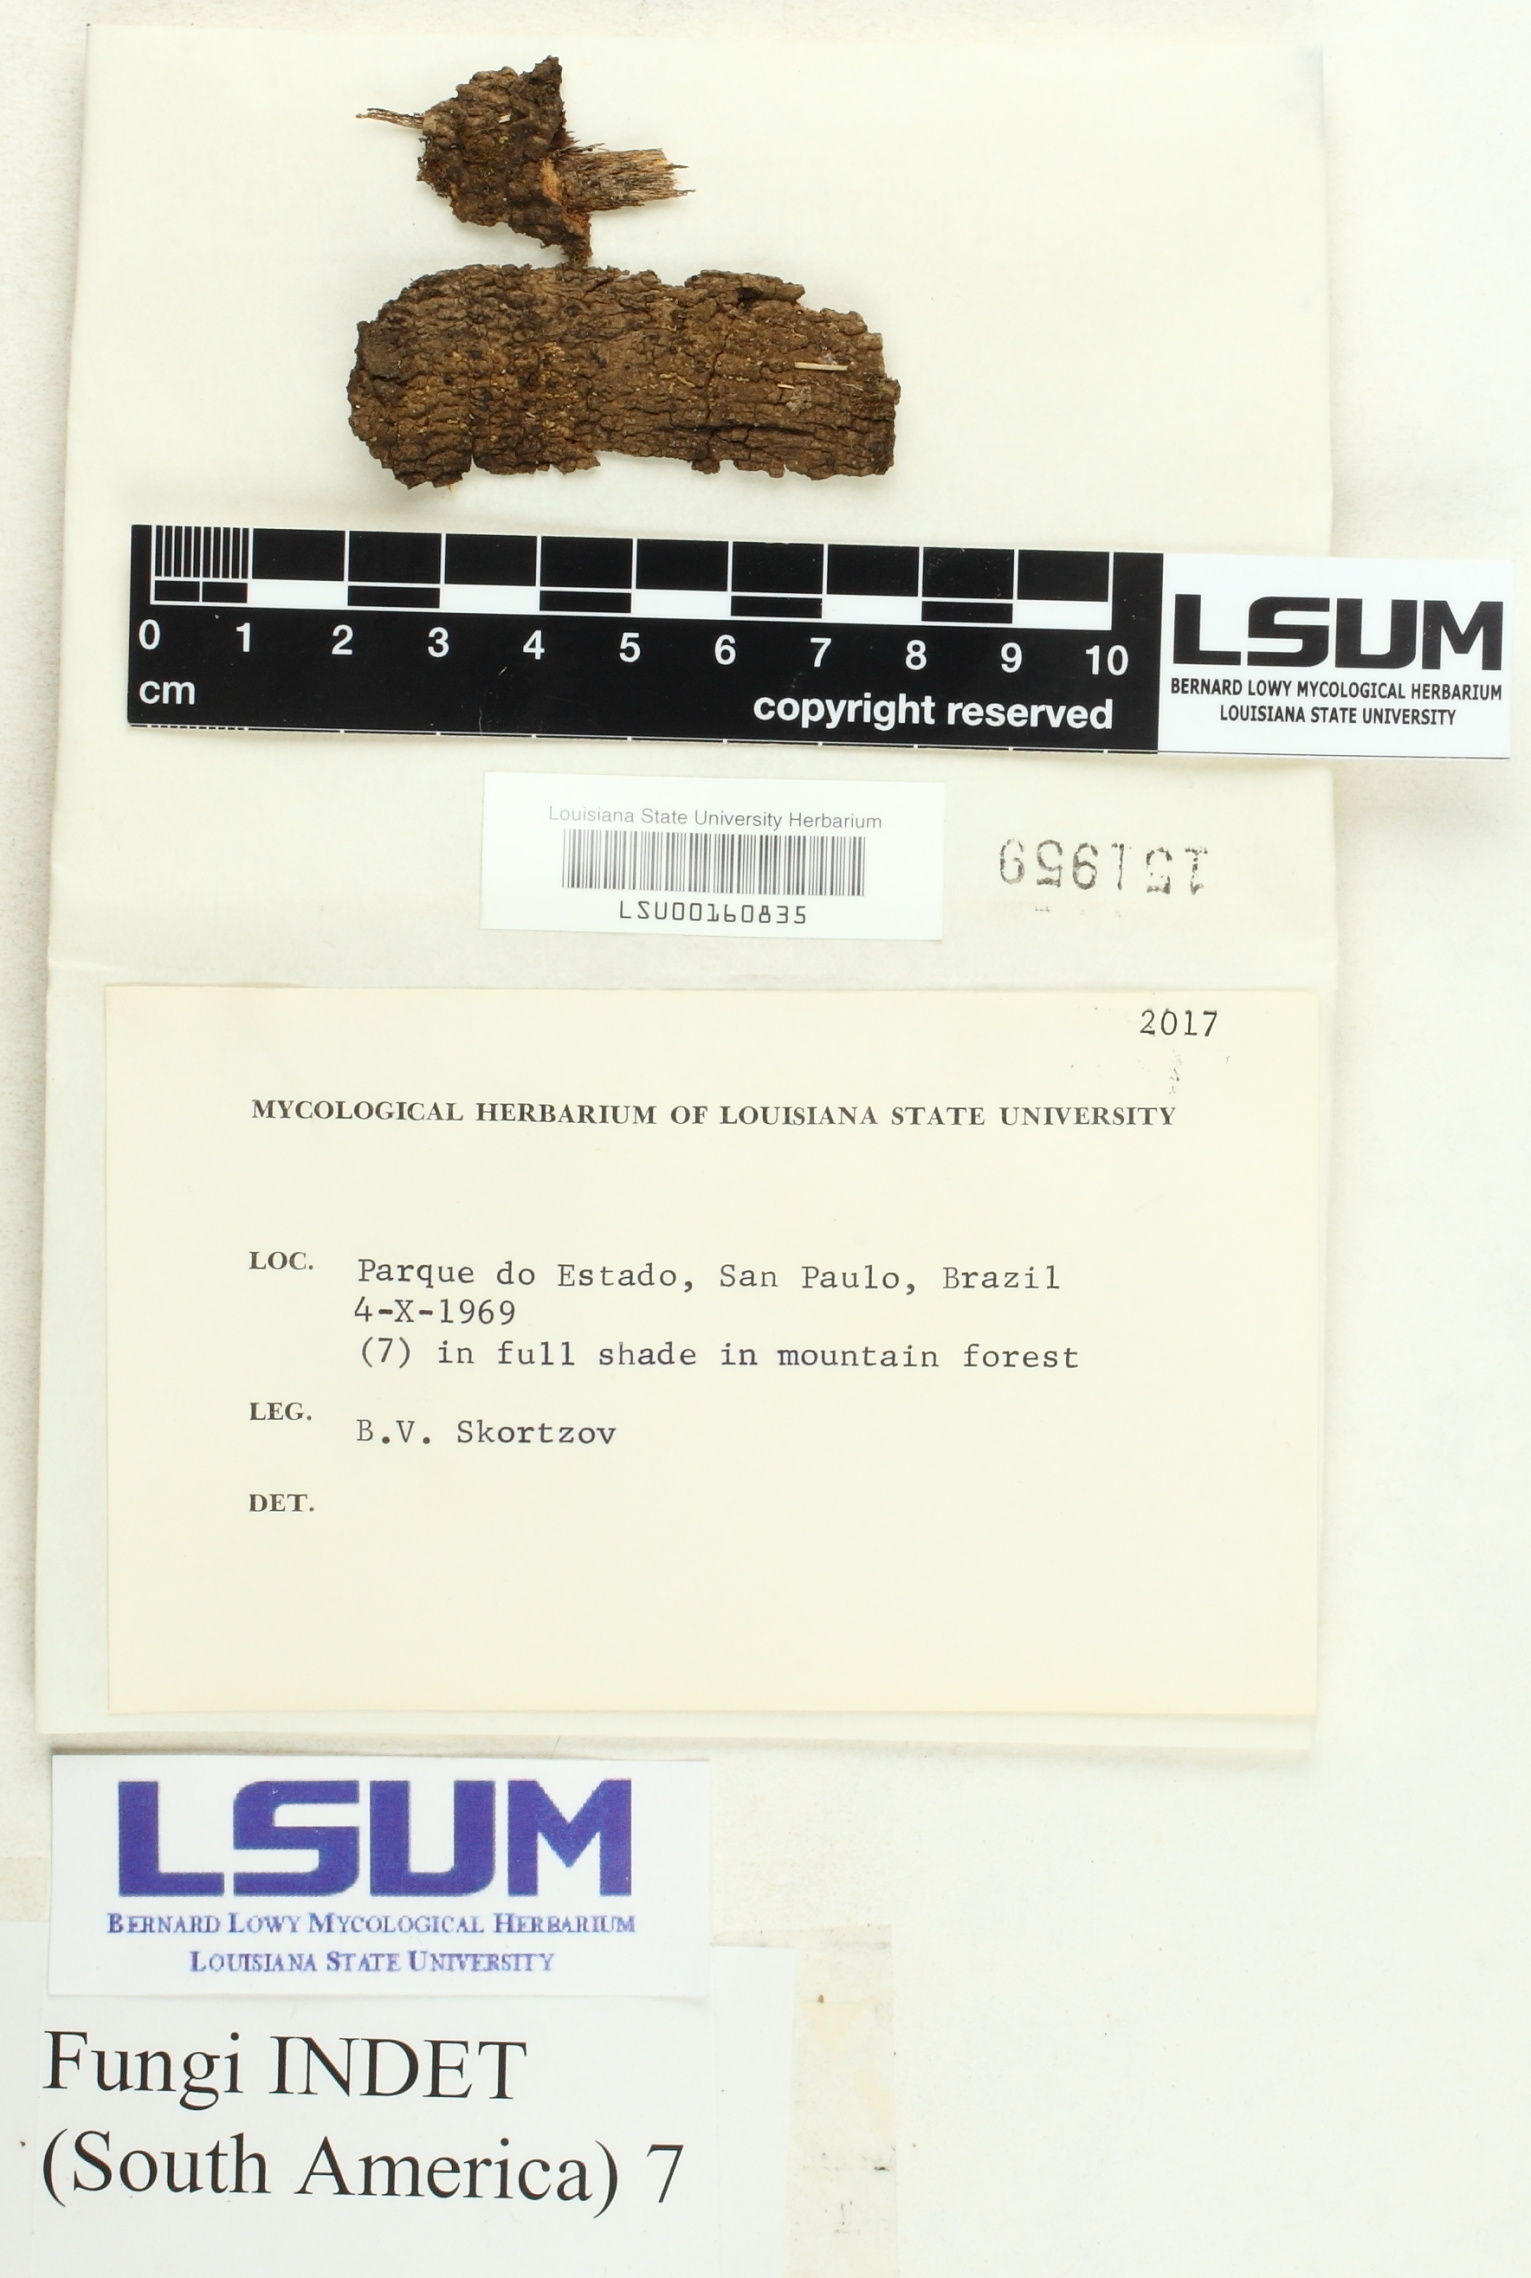 0 1 2 3 4 5 6 7 8 9 10
cm
copyright reserved
LSUM
BERNARD LOWY MYCOLOGICAL HERBARIUM
LOUISIANA STATE UNIVERSITY
Louisiana State University Herbarium
LSU00160835
151959
2017
MYCOLOGICAL HERBARIUM OF LOUISIANA STATE UNIVERSITY
LOC. Parque do Estado, San Paulo, Brazil
4-X-1969
(7) in full shade in mountain forest
LEG. B.V. Skortzov
DET.
LSUM
BERNARD LOWY MYCOLOGICAL HERBARIUM
LOUISIANA STATE UNIVERSITY
Fungi INDET
(South America) 7